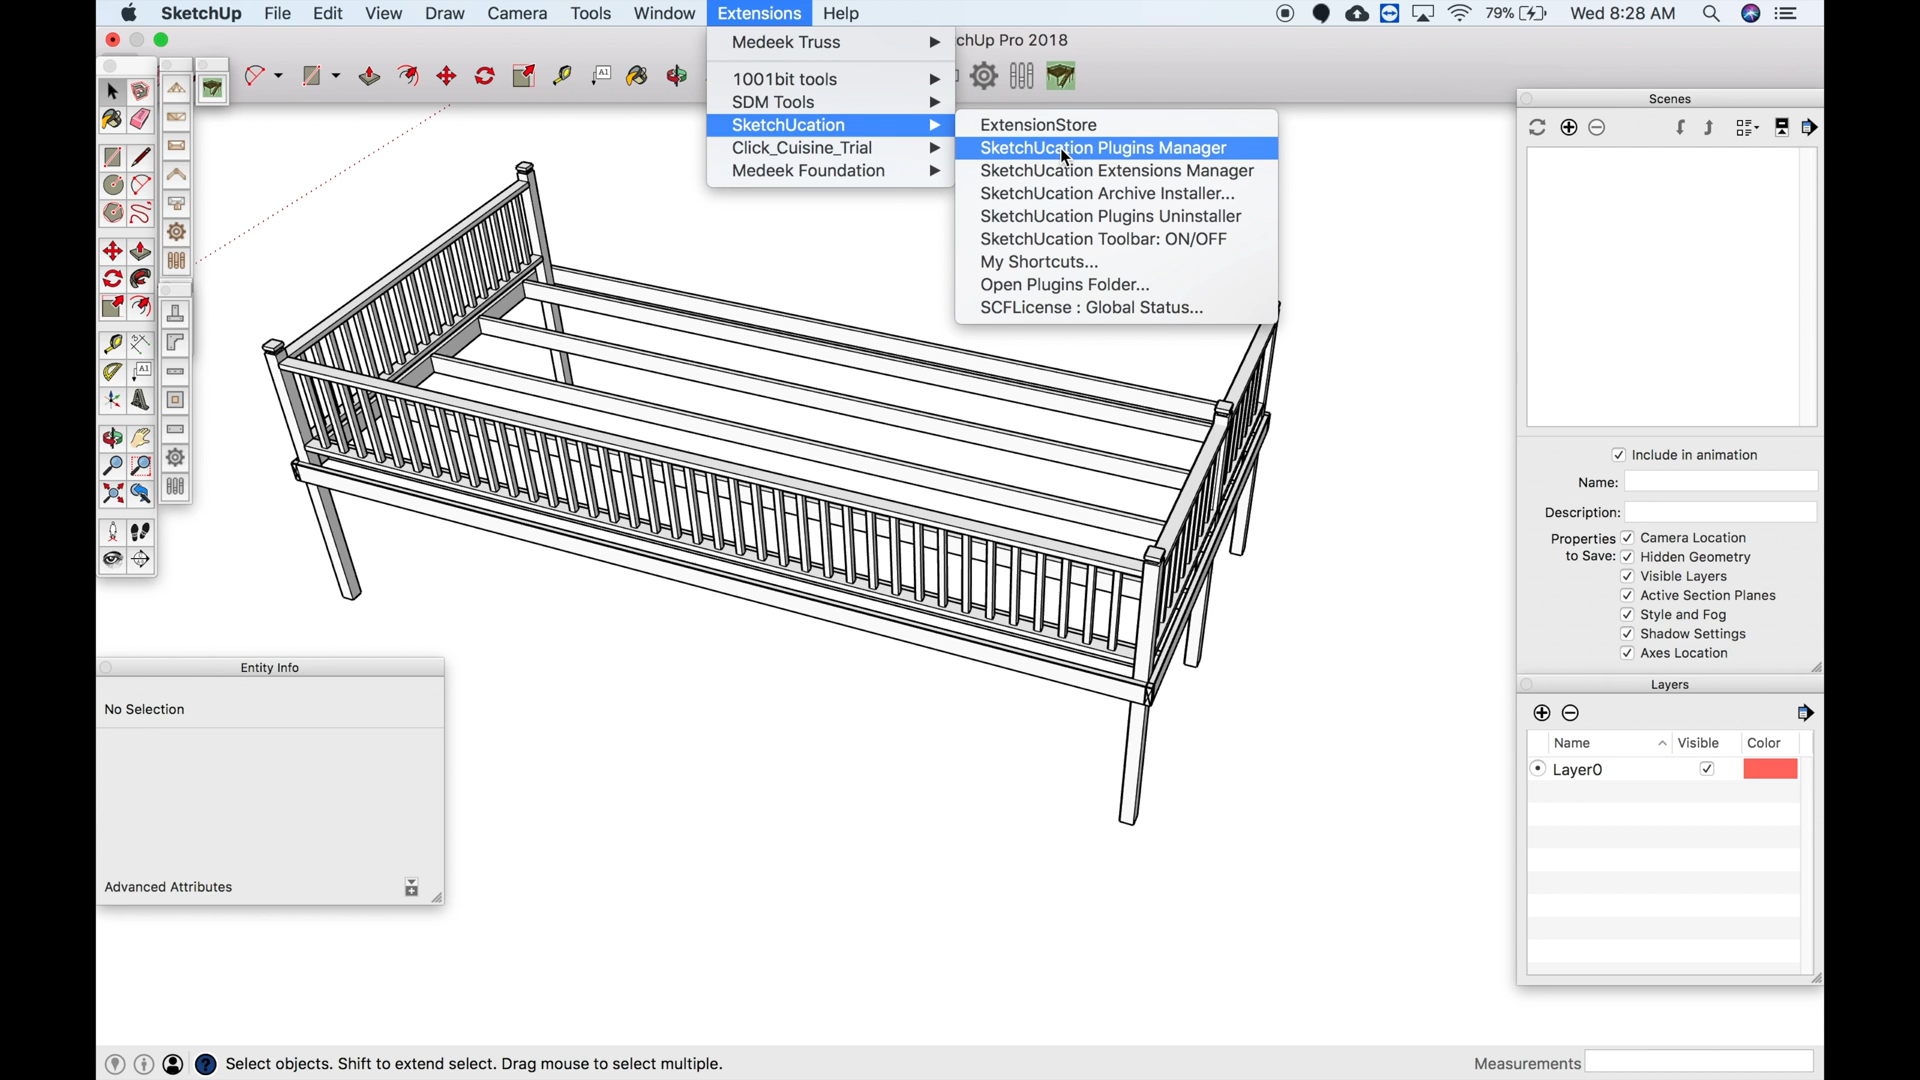 SketchUp File Edit View Draw Camera Tools Window Extensions Help 79% Wed 8:28 AM
chUp Pro 2018
Medeek Truss
1001bit tools
SDM Tools
SketchUcation
Click_Cuisine_Trial
Medeek Foundation
ExtensionStore
SketchUcation Plugins Manager
SketchUcation Extensions Manager
SketchUcation Archive Installer...
SketchUcation Plugins Uninstaller
SketchUcation Toolbar: ON/OFF
My Shortcuts...
Open Plugins Folder...
SCFLicense : Global Status...
A1
A1
Scenes
Include in animation
Name:
Description:
Properties to Save:
Camera Location
Hidden Geometry
Visible Layers
Active Section Planes
Style and Fog
Shadow Settings
Axes Location
Layers
Name Visible Color
Layer0
Entity Info
No Selection
Advanced Attributes
Select objects. Shift to extend select. Drag mouse to select multiple.
Measurements